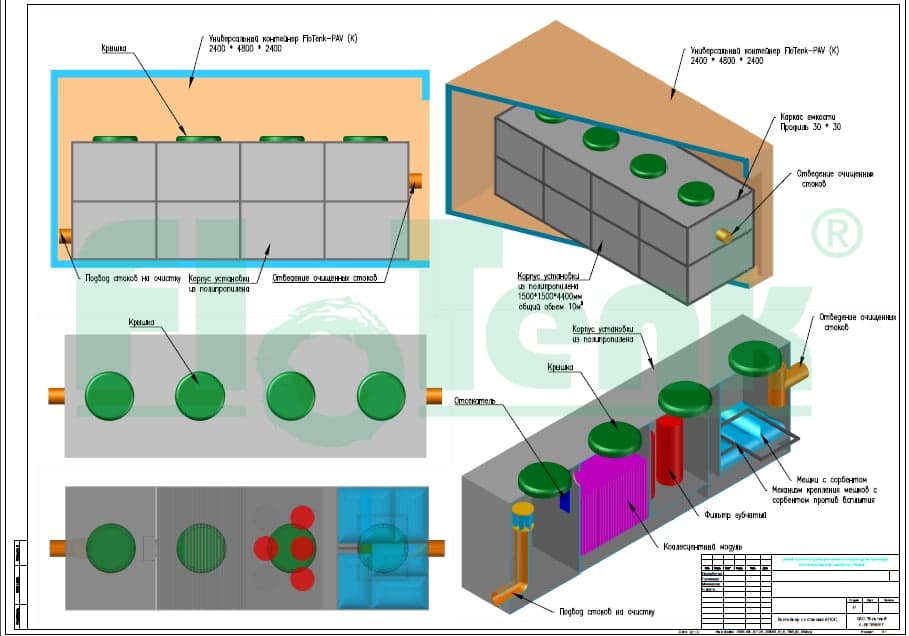 Крышка
Универсальный контейнер FloTenk-PAV (K)
2400 * 4800 * 2400
Подвод стоков на очистку
Корпус установки
из полипропилена
Отведение очищенных стоков
Универсальный контейнер FloTenk-PAV (K)
2400 * 4800 * 2400
Каркас емкости
Профиль 30 * 30
Отведение очищенных
стоков
Корпус установки
из полипропилена
1500*1500*4400мм
общий объем 10м³
FloTenk®
Крышка
Корпус установки
из полипропилена
Отведение очищенных
стоков
Крышка
Отсекатель
Мешки с сорбентом
Механизм крепления мешков с
сорбентом против всплытия
Фильтр губчатый
Коалесцентный модуль
Подвод стоков на очистку